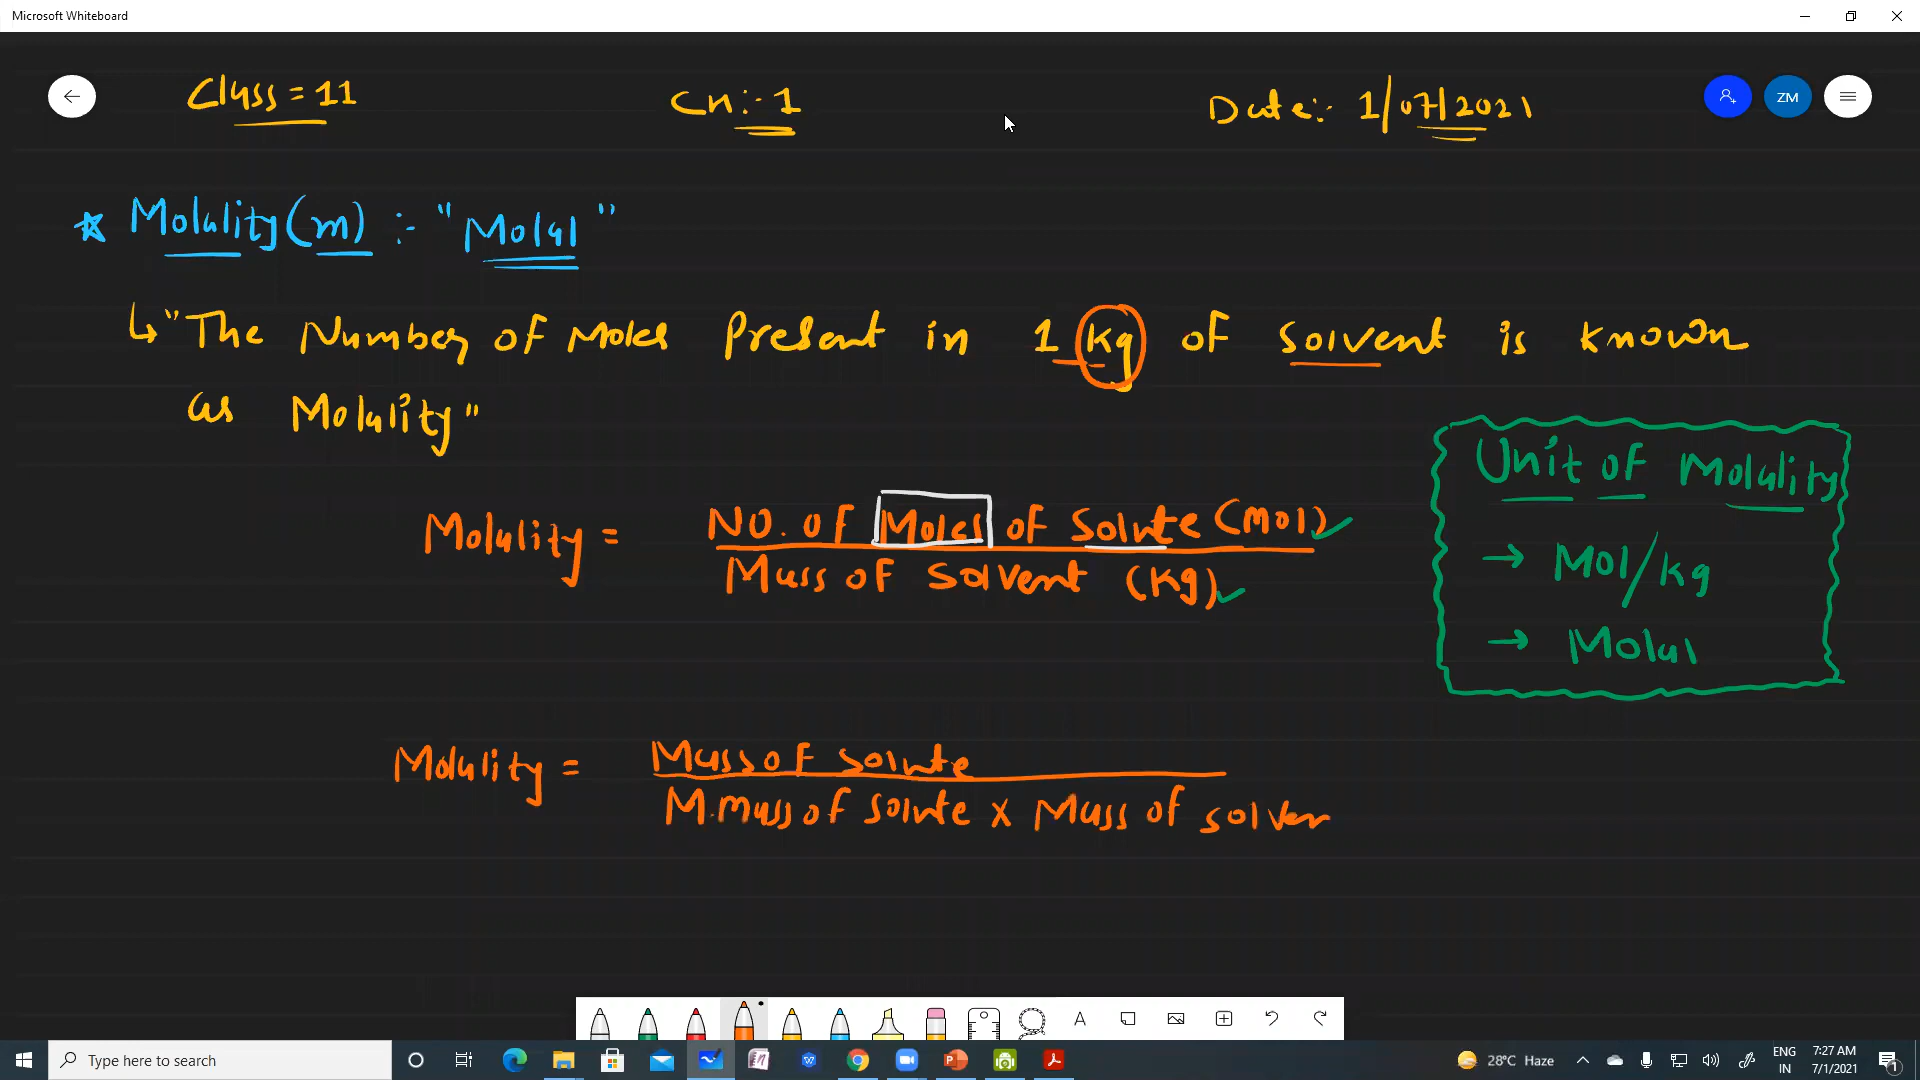 Microsoft Whiteboard
Class = 11
Ch :- 1
Date :- 1/07/2021
ZM
* Molality (m) :- "Molal"
↳ "The Number of Moles Present in 1 kg of solvent is known
as Molality"
Molality = No. of Moles of Solute (Mol)
Mass of Solvent (Kg)
Unit of Molality
→ Mol/kg
→ Molal
Molality = Mass of solute
M.mass of solute x Mass of solven
A
Type here to search
28°C Haze
ENG
IN
7:27 AM
7/1/2021
1